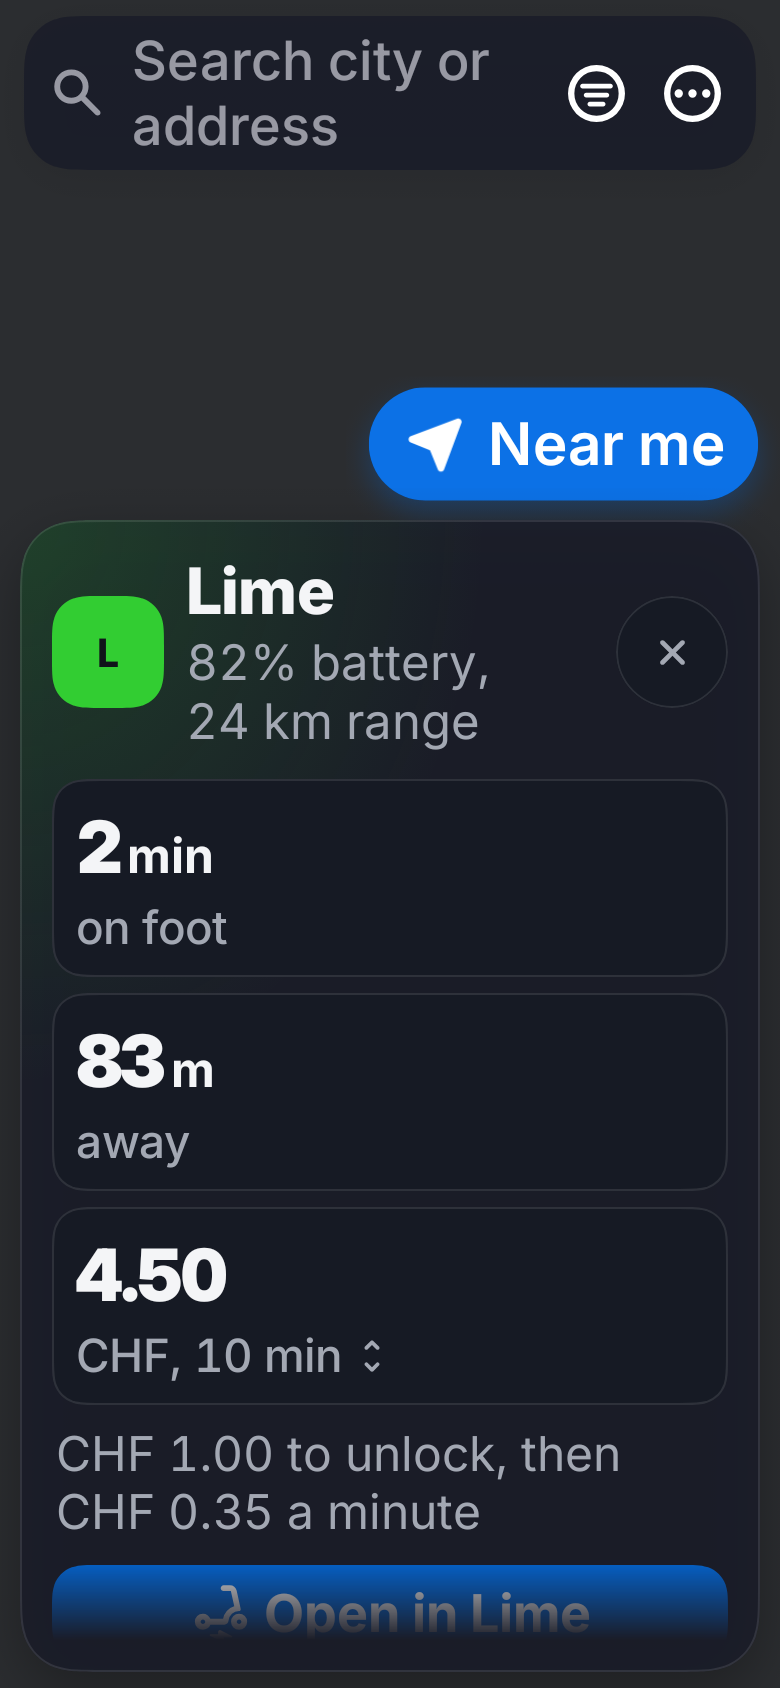 Search city or
address
Near me
Lime
L
82% battery,
24 km range
2 min
on foot
83 m
away
4.50
CHF, 10 min
CHF 1.00 to unlock, then
CHF 0.35 a minute
Open in Lime